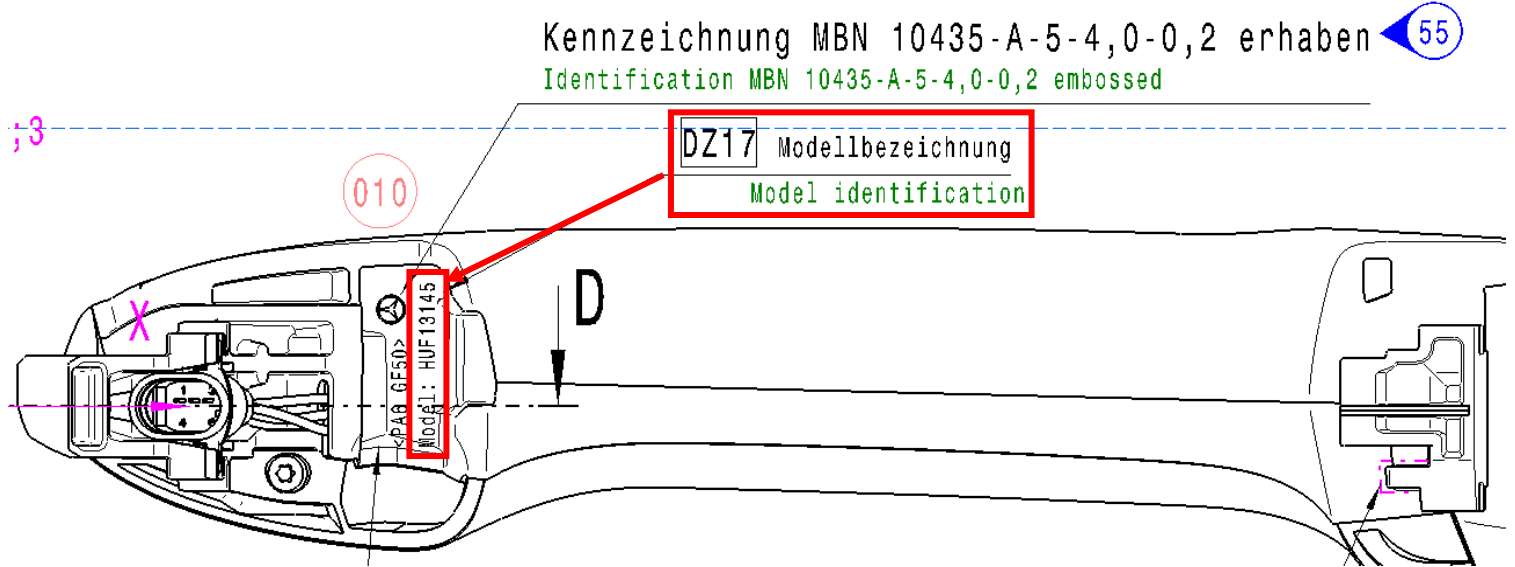 Kennzeichnung MBN 10435-A-5-4,0-0,2 erhaben
55
Identification MBN 10435-A-5-4,0-0,2 embossed
;3
DZ17 Modellbezeichnung
Model identification
010
D
X
<PA6 GF50>
Model: HUF13145
1
4